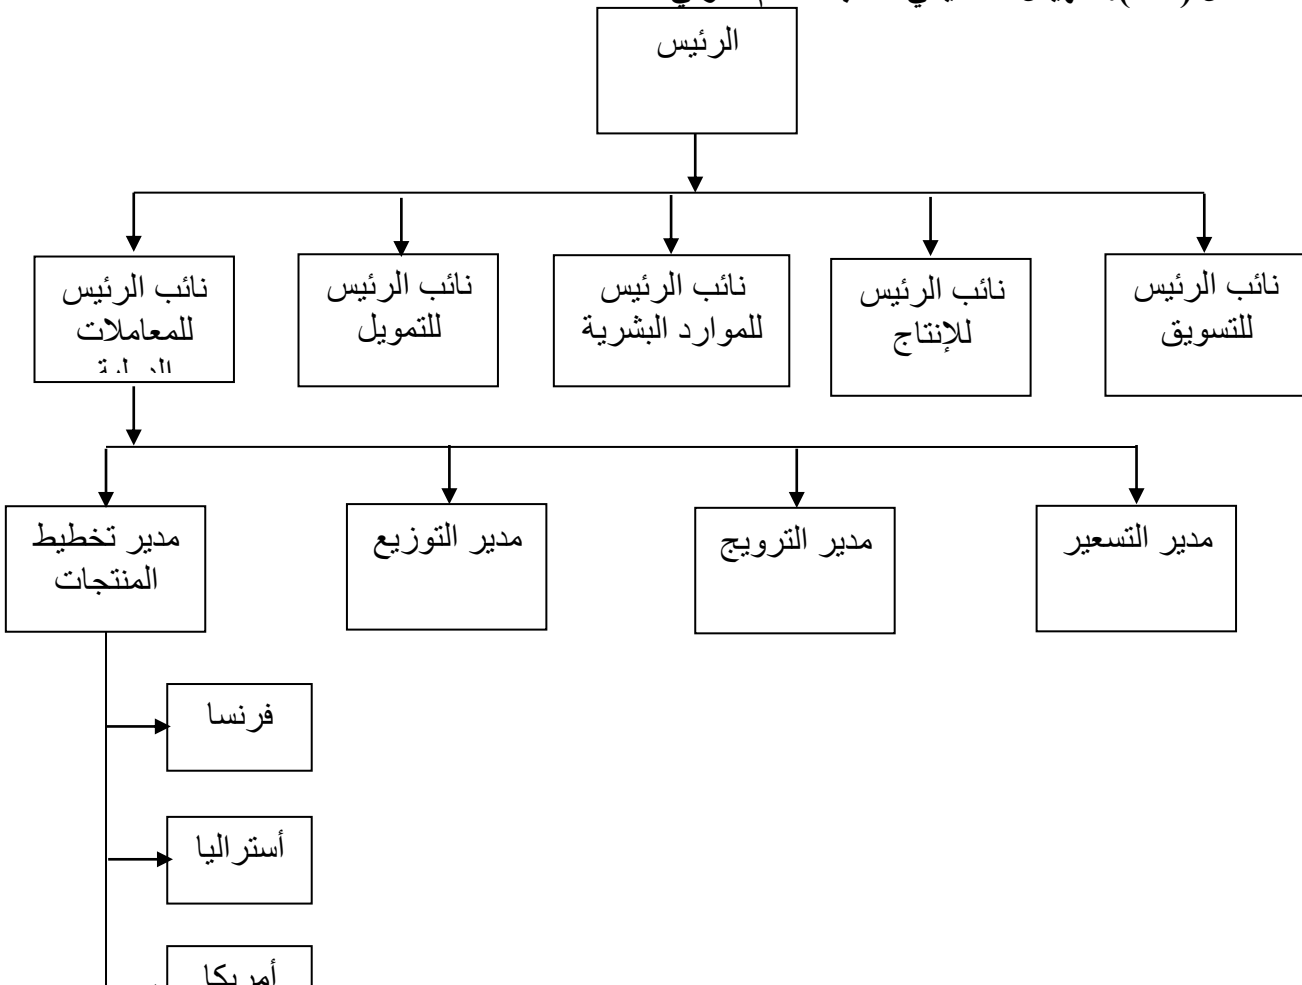 الرئيس
نائب الرئيس للتسويق
نائب الرئيس للإنتاج
نائب الرئيس للموارد البشرية
نائب الرئيس للتمويل
نائب الرئيس للمعاملات
مدير التسعير
مدير الترويج
مدير التوزيع
مدير تخطيط المنتجات
فرنسا
أستراليا
أمريكا